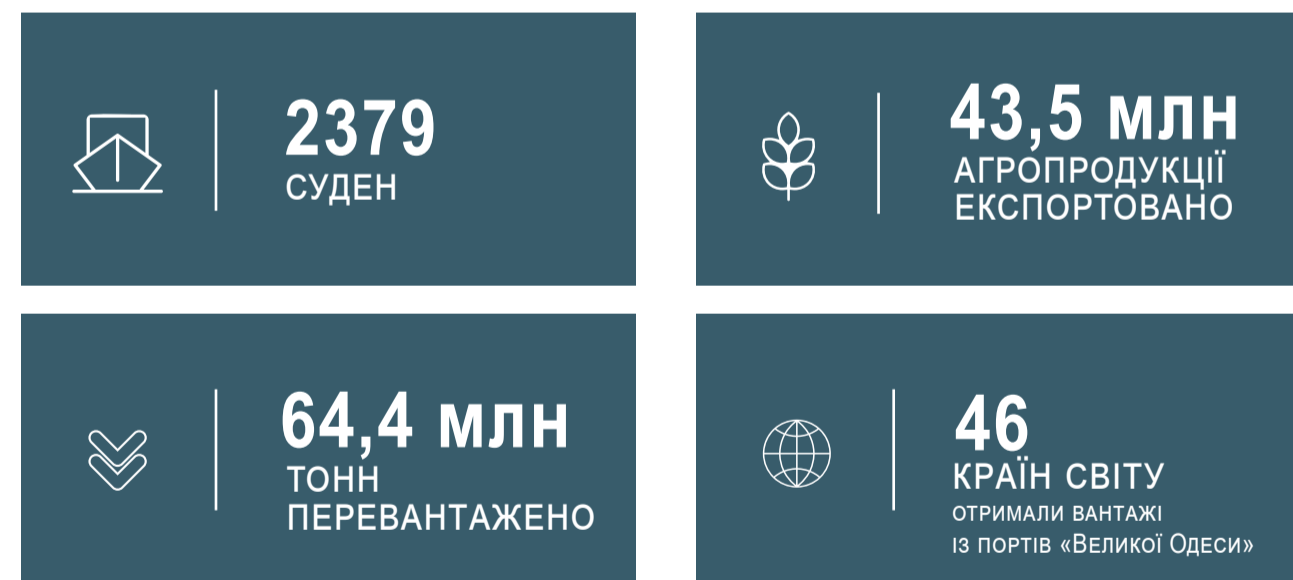 2379
СУДЕН
43,5 МЛН
АГРОПРОДУКЦІЇ
ЕКСПОРТОВАНО
64,4 МЛН
ТОНН
ПЕРЕВАНТАЖЕНО
46
КРАЇН СВІТУ
ОТРИМАЛИ ВАНТАЖІ
ІЗ ПОРТІВ «ВЕЛИКОЇ ОДЕСИ»